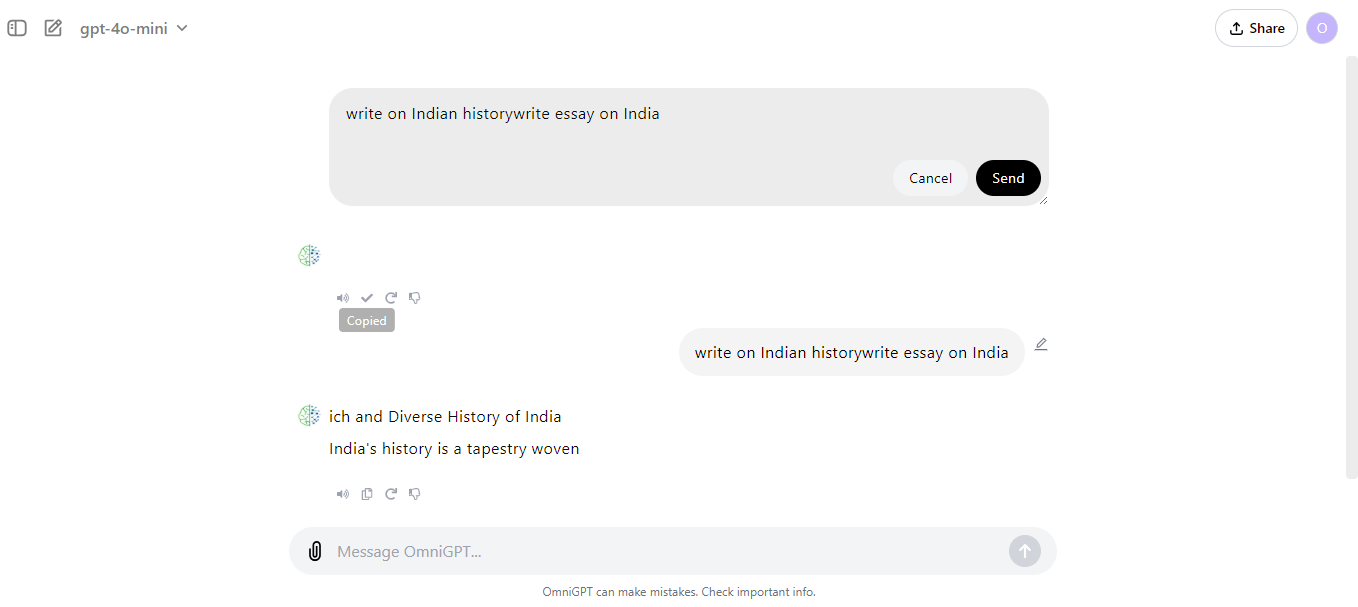 gpt-4o-mini
Share
O
write on Indian historywrite essay on India
Cancel
Send
Copied
write on Indian historywrite essay on India
ich and Diverse History of India
India's history is a tapestry woven
Message OmniGPT...
OmniGPT can make mistakes. Check important info.